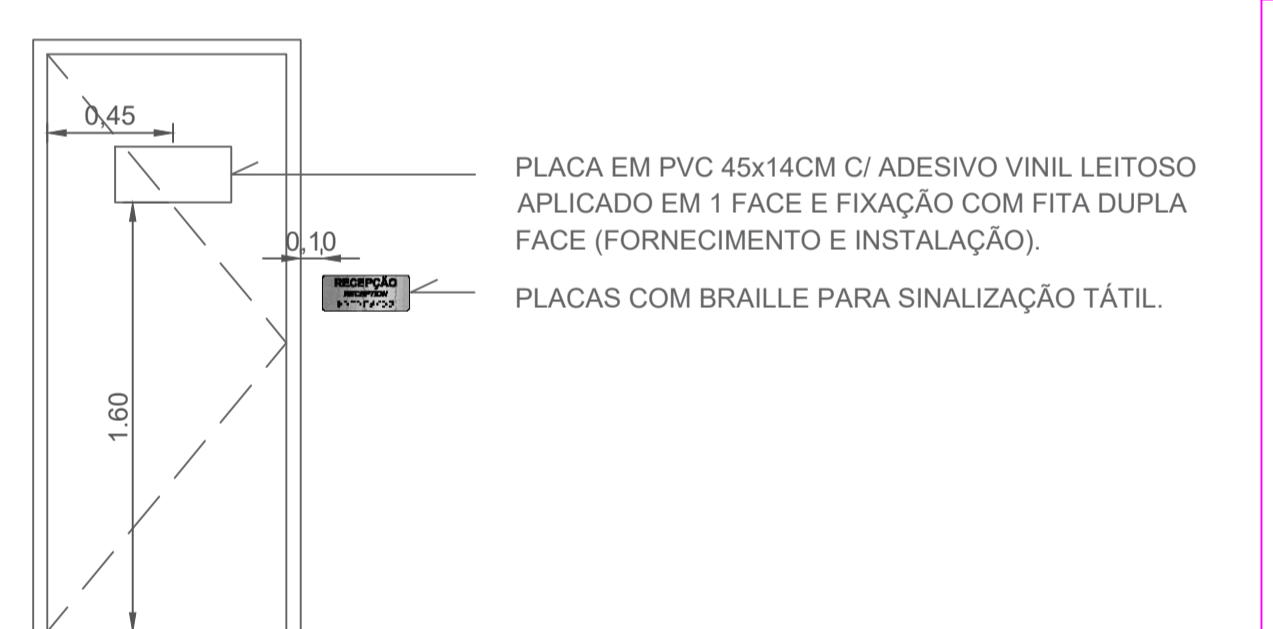 0,45
PLACA EM PVC 45x14CM C/ ADESIVO VINIL LEITOSO
APLICADO EM 1 FACE E FIXAÇÃO COM FITA DUPLA
FACE (FORNECIMENTO E INSTALAÇÃO).
0,10
RECEPÇÃO
RECEPTION
PLACAS COM BRAILLE PARA SINALIZAÇÃO TÁTIL.
1.60